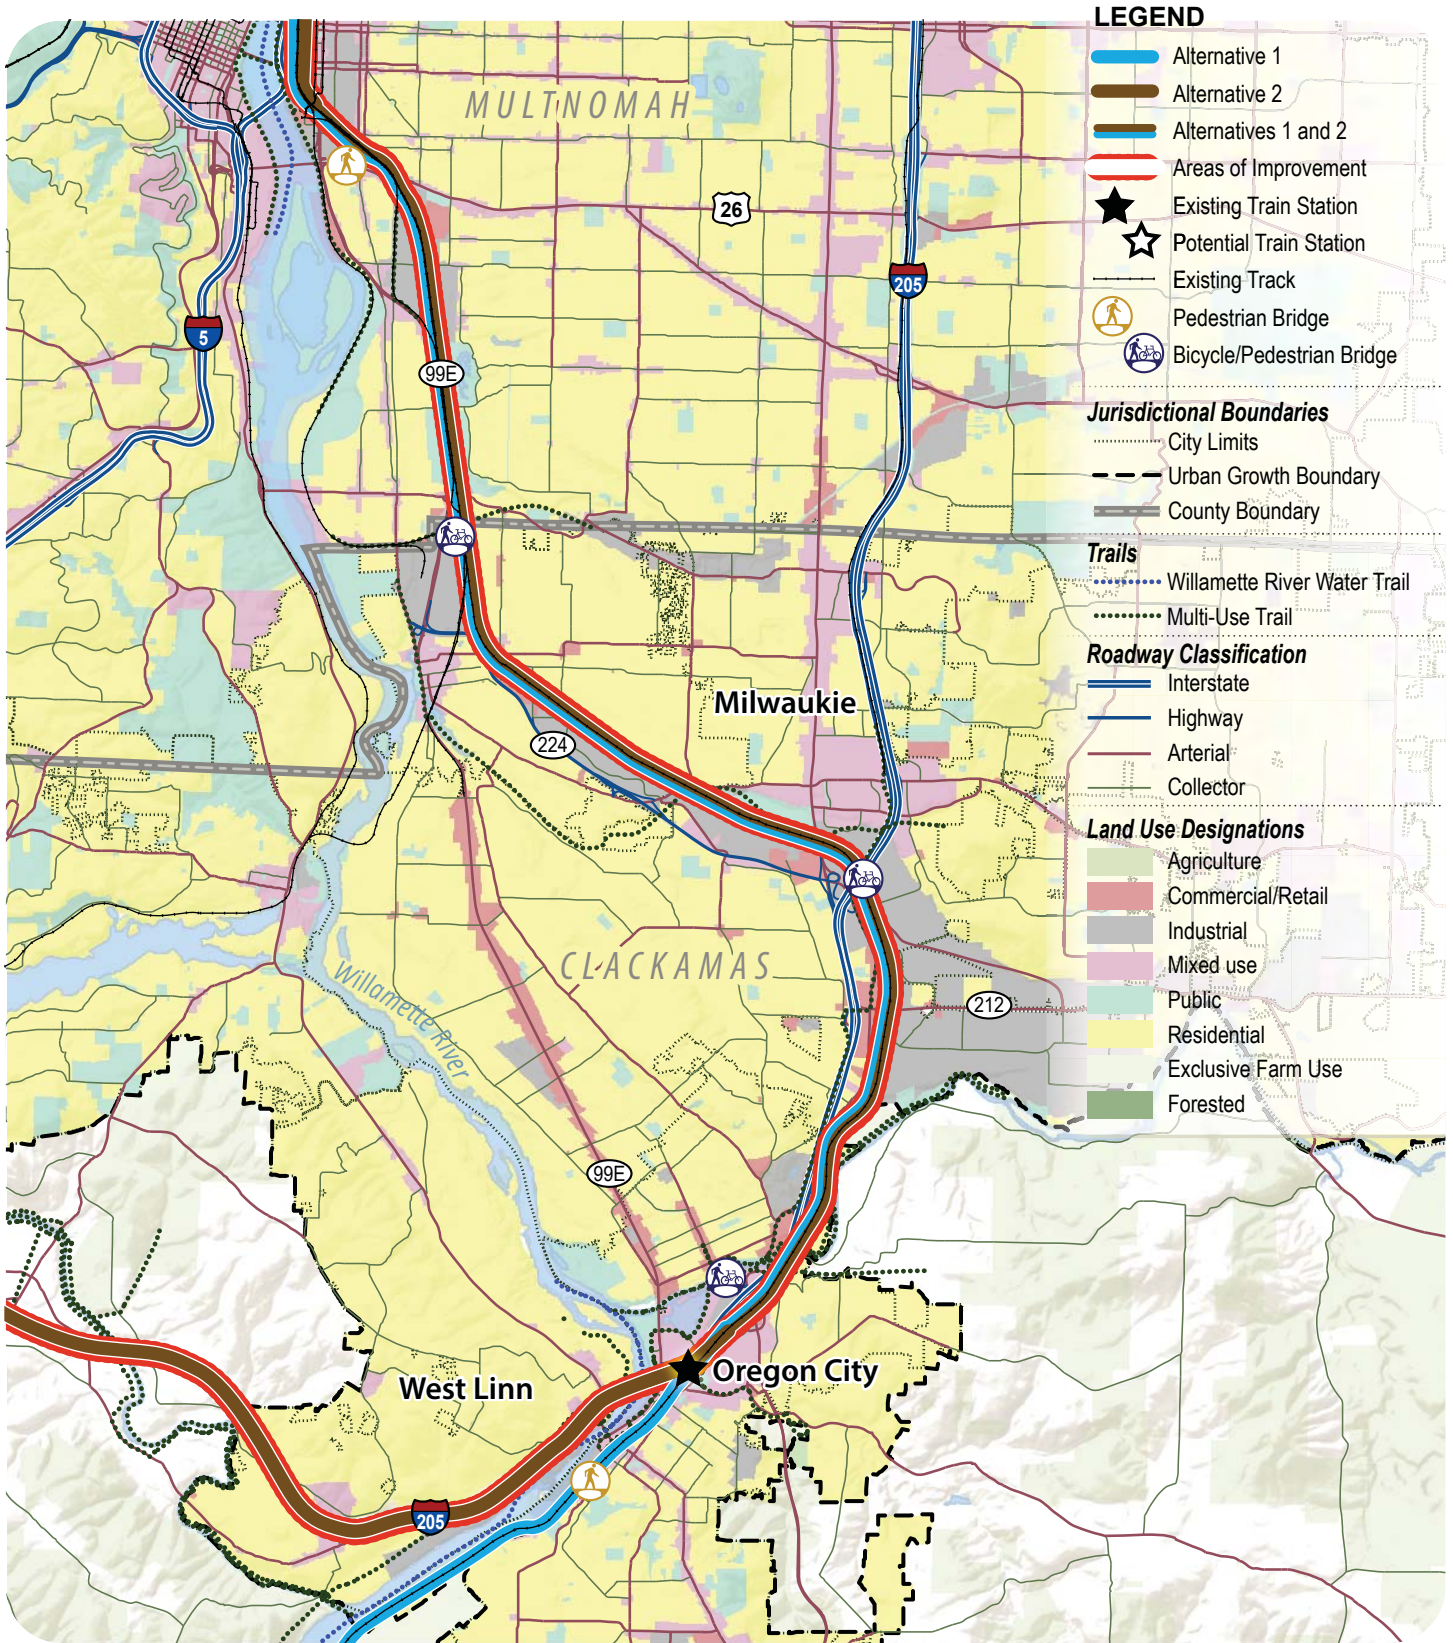 LEGEND
Alternative 1
Alternative 2
Alternatives 1 and 2
Areas of Improvement
Existing Train Station
Potential Train Station
Existing Track
Pedestrian Bridge
Bicycle/Pedestrian Bridge
Jurisdictional Boundaries
City Limits
Urban Growth Boundary
County Boundary
Trails
Willamette River Water Trail
Multi-Use Trail
Roadway Classification
Interstate
Highway
Arterial
Collector
Land Use Designations
Agriculture
Commercial/Retail
Industrial
Mixed use
Public
Residential
Exclusive Farm Use
Forested
MULTNOMAH
26
205
5
99E
Milwaukie
224
CLACKAMAS
Willamette River
212
99E
Oregon City
West Linn
205